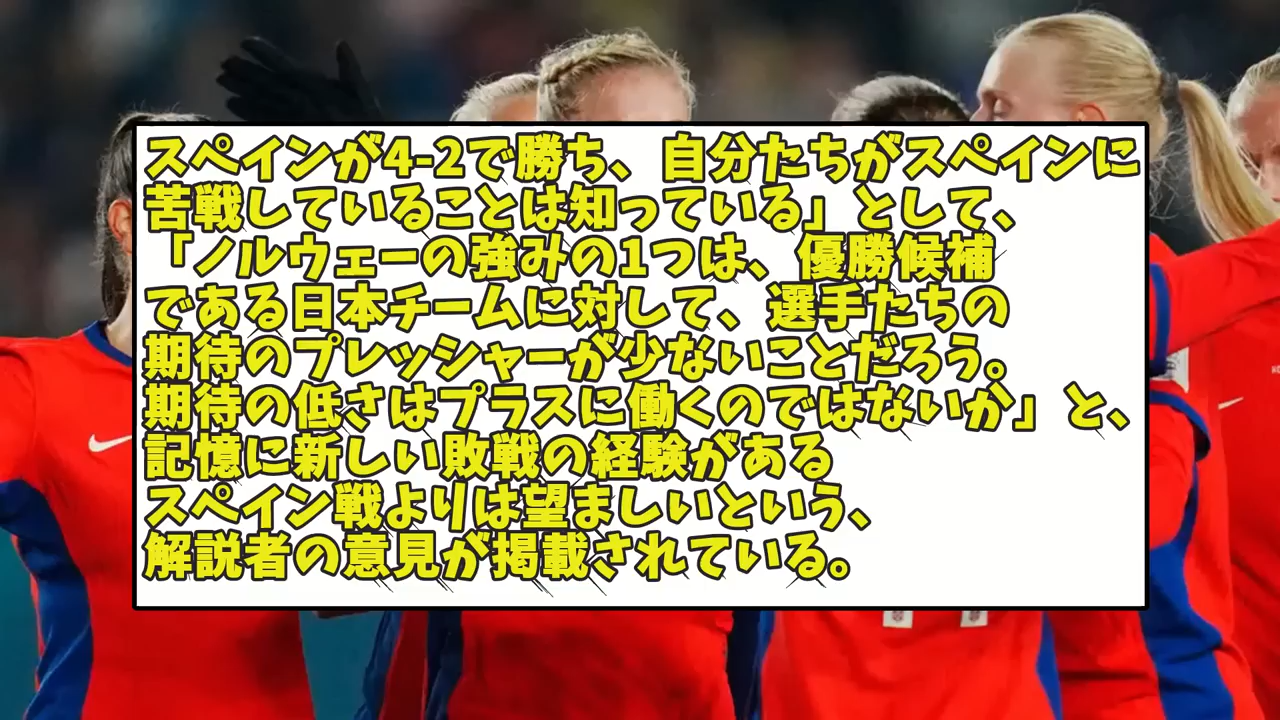 スペインが4-2で勝ち、自分たちがスペインに
苦戦していることは知っている」として、
「ノルウェーの強みの1つは、優勝候補
である日本チームに対して、選手たちの
期待のプレッシャーが少ないことだろう。
期待の低さはプラスに働くのではないか」と、
記憶に新しい敗戦の経験がある
スペイン戦よりは望ましいという、
解説者の意見が掲載されている。